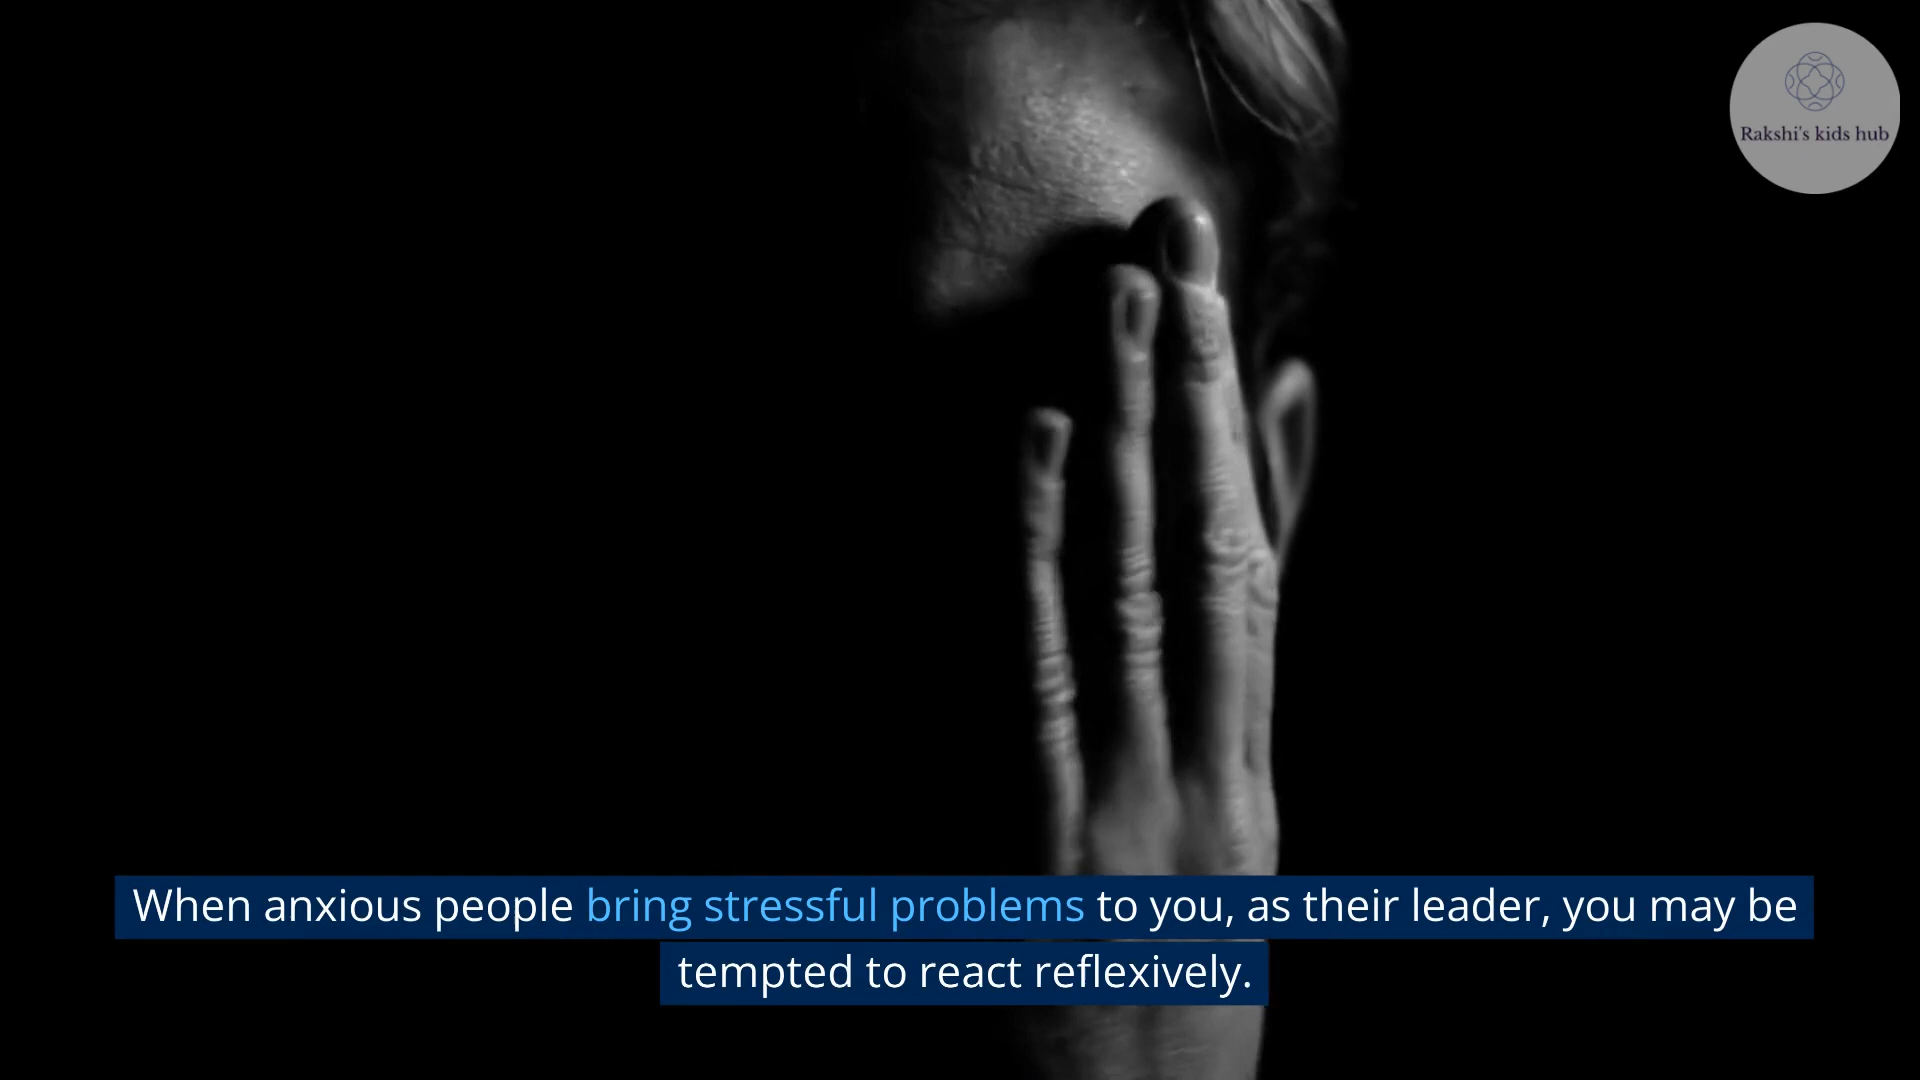 Rakshi's kids hub
When anxious people bring stressful problems to you, as their leader, you may be
tempted to react reflexively.